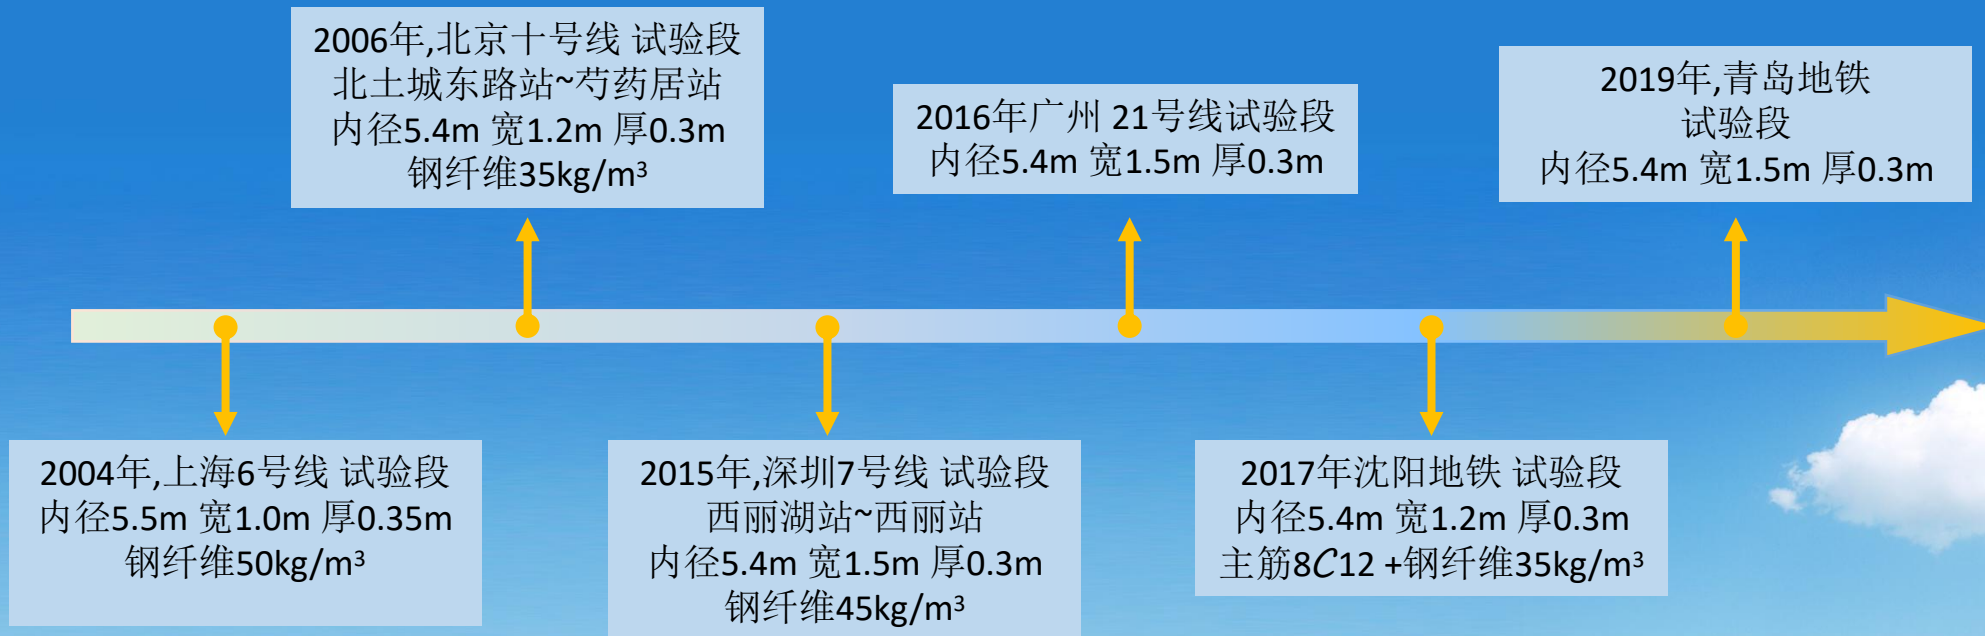 2006年,北京十号线 试验段
北土城东路站~芍药居站
内径5.4m 宽1.2m 厚0.3m
钢纤维35kg/m³
2016年广州 21号线试验段
内径5.4m 宽1.5m 厚0.3m
2019年,青岛地铁
试验段
内径5.4m 宽1.5m 厚0.3m
2004年,上海6号线 试验段
内径5.5m 宽1.0m 厚0.35m
钢纤维50kg/m³
2015年,深圳7号线 试验段
西丽湖站~西丽站
内径5.4m 宽1.5m 厚0.3m
钢纤维45kg/m³
2017年沈阳地铁 试验段
内径5.4m 宽1.2m 厚0.3m
主筋8C12 +钢纤维35kg/m³